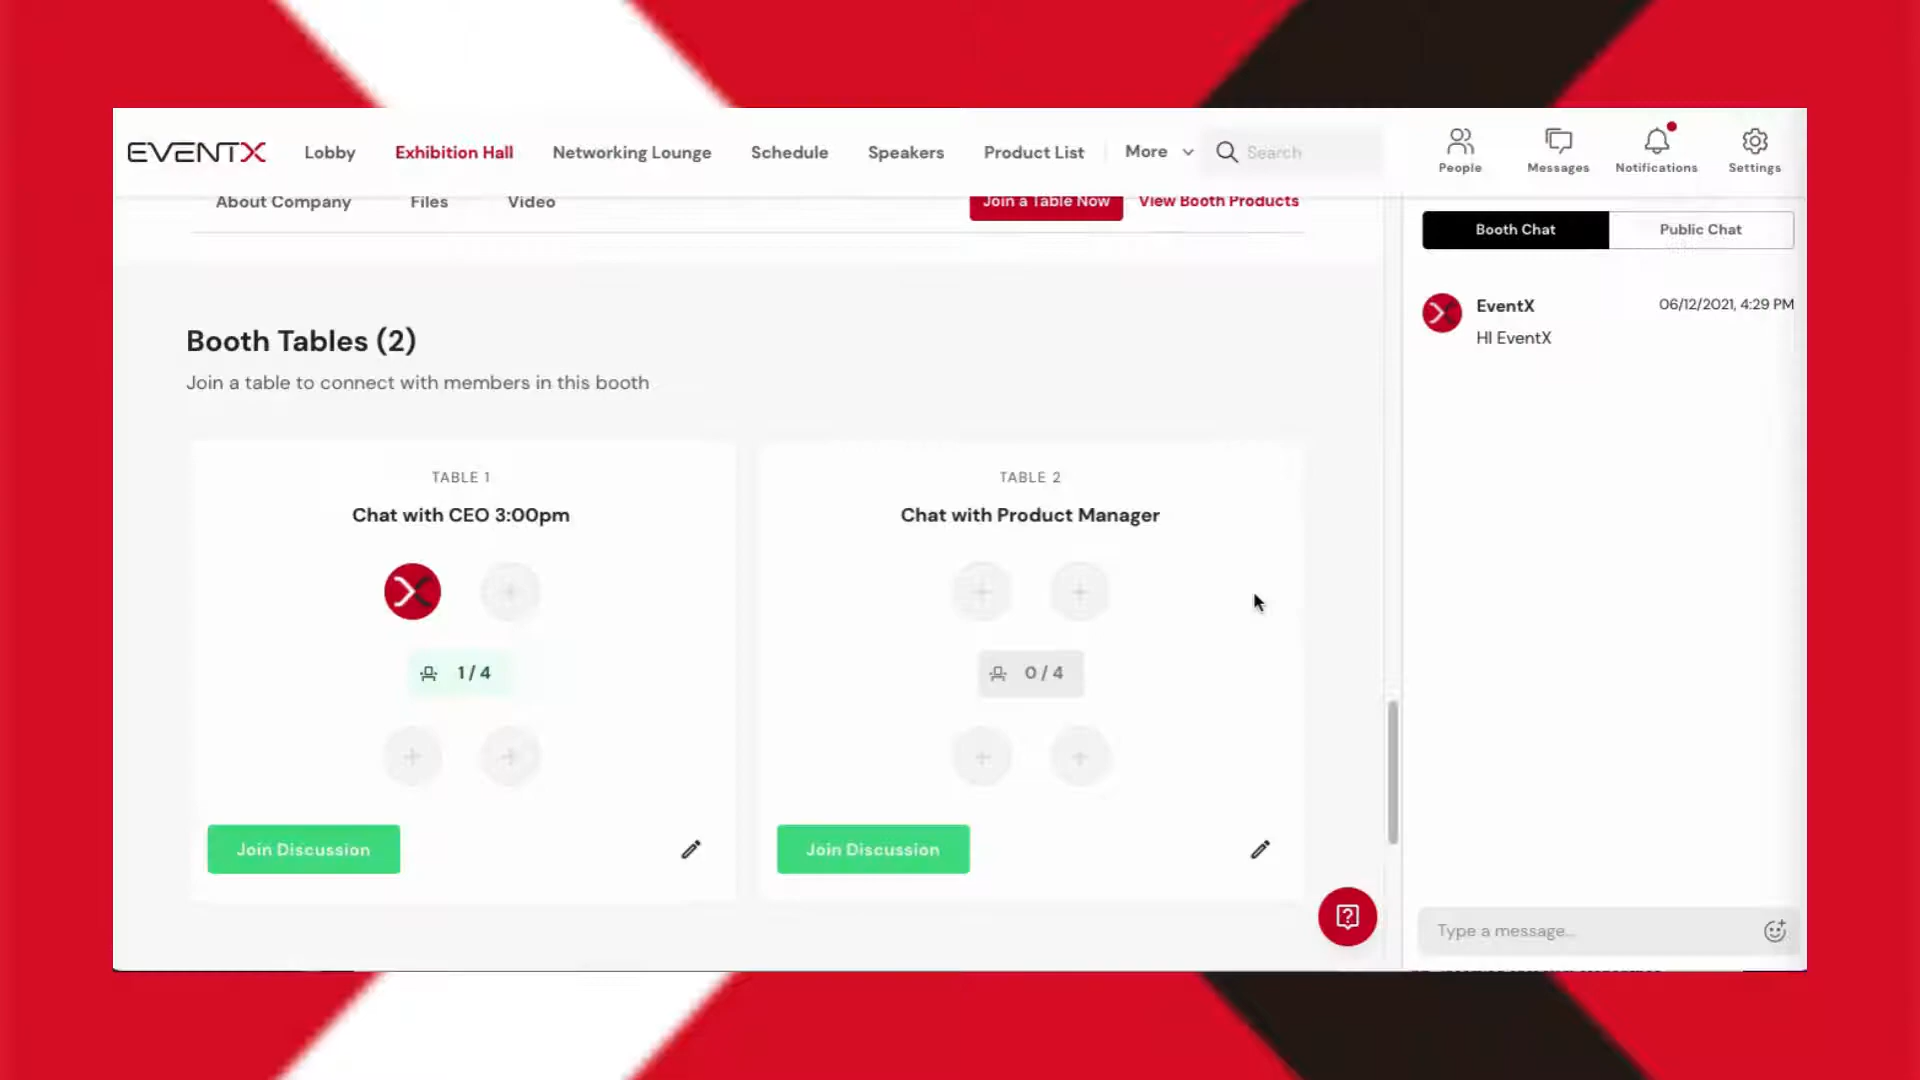 EVENTX Lobby Exhibition Hall Networking Lounge Schedule Speakers Product List More Search People Messages Notifications Settings
About Company Files Video Join a Table Now View Booth Products
Booth Chat Public Chat
EventX 06/12/2021, 4:29 PM
HI EventX
Booth Tables (2)
Join a table to connect with members in this booth
TABLE 1
Chat with CEO 3:00pm
1 / 4
Join Discussion
TABLE 2
Chat with Product Manager
0 / 4
Join Discussion
Type a message...